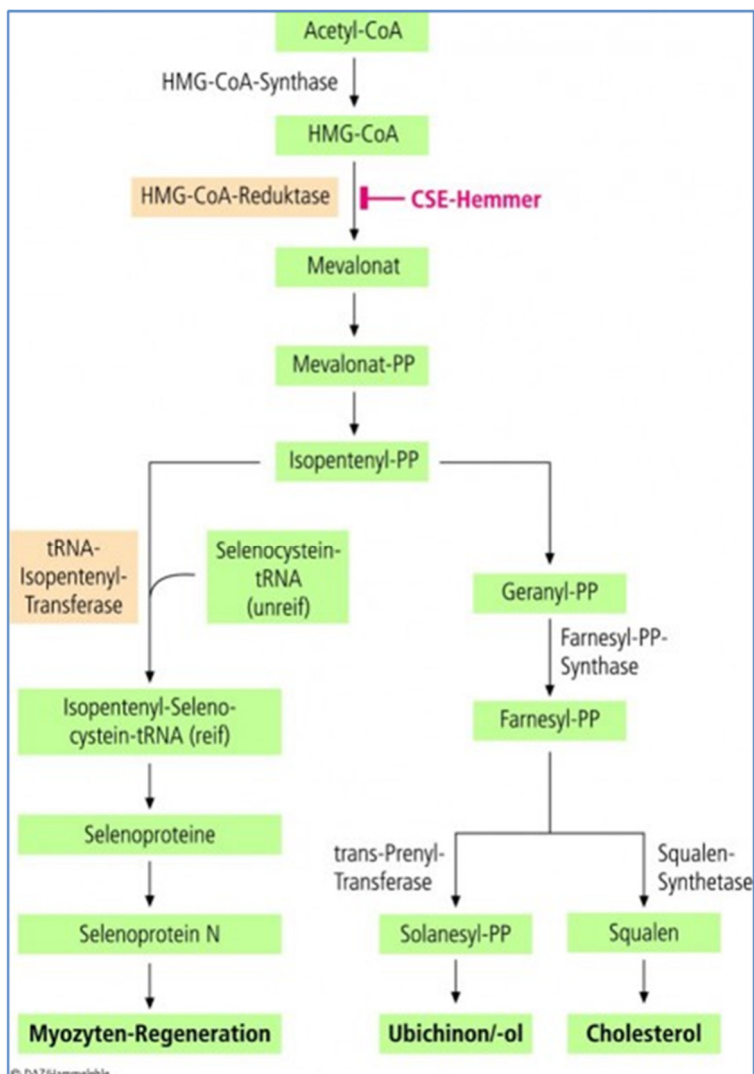 Acetyl-CoA
HMG-CoA-Synthase
HMG-CoA
HMG-CoA-Reduktase
CSE-Hemmer
Mevalonat
Mevalonat-PP
Isopentenyl-PP
tRNA-
Isopentenyl-
Transferase
Selenocystein-
tRNA
(unreif)
Geranyl-PP
Farnesyl-PP-
Synthase
Isopentenyl-Seleno-
cystein-tRNA (reif)
Farnesyl-PP
Selenoproteine
trans-Prenyl-
Transferase
Squalen-
Synthetase
Selenoprotein N
Solanesyl-PP
Squalen
Myozyten-Regeneration
Ubichinon/-ol
Cholesterol